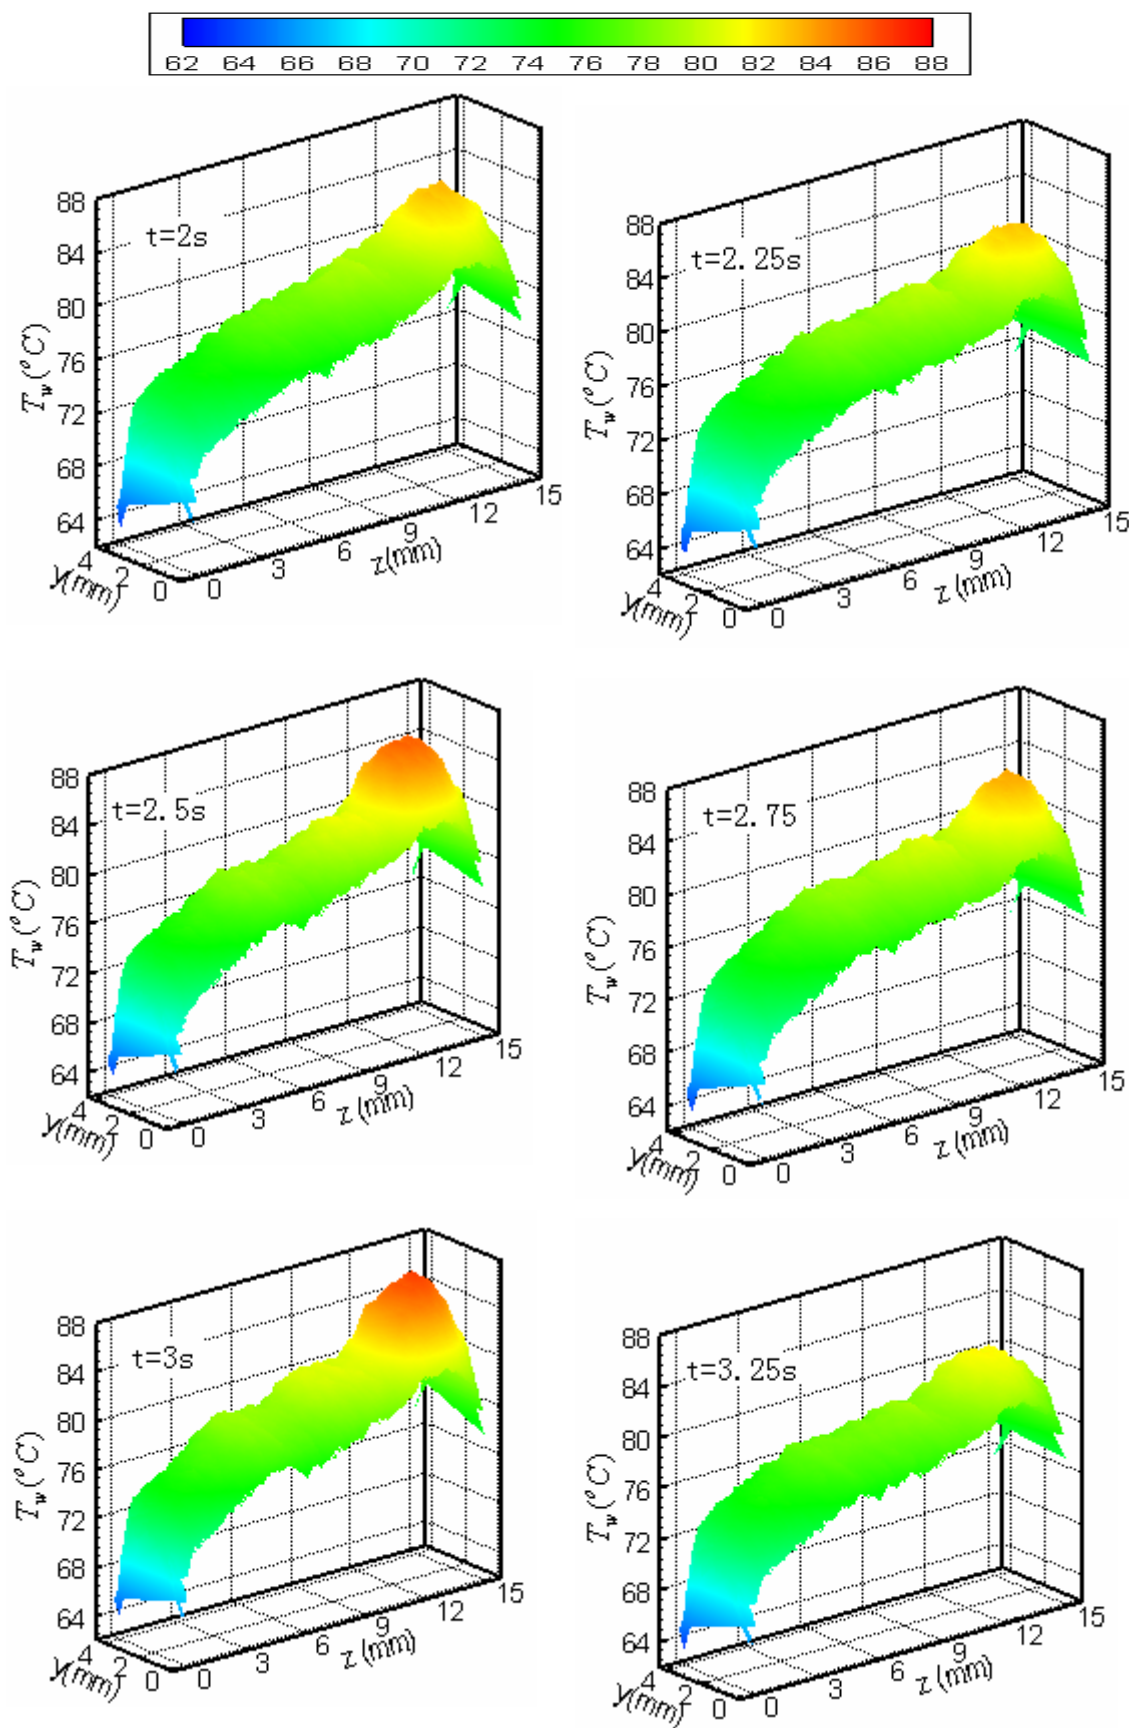 62 64 66 68 70 72 74 76 78 80 82 84 86 88
t=2s
88
84
80
76
72
68
64
T_w(°C)
4 2 0
y(mm)
0 3 6 9 12 15
z(mm)
t=2.25s
88
84
80
76
72
68
64
T_w(°C)
4 2 0
y(mm)
0 3 6 9 12 15
z (mm)
t=2.5s
88
84
80
76
72
68
64
T_w(°C)
4 2 0
y(mm)
0 3 6 9 12 15
z (mm)
t=2.75
88
84
80
76
72
68
64
T_w(°C)
4 2 0
y(mm)
0 3 6 9 12 15
z (mm)
t=3s
88
84
80
76
72
68
64
T_w(°C)
4 2 0
y(mm)
0 3 6 9 12 15
z (mm)
t=3.25s
88
84
80
76
72
68
64
T_w(°C)
4 2 0
y(mm)
0 3 6 9 12 15
z (mm)